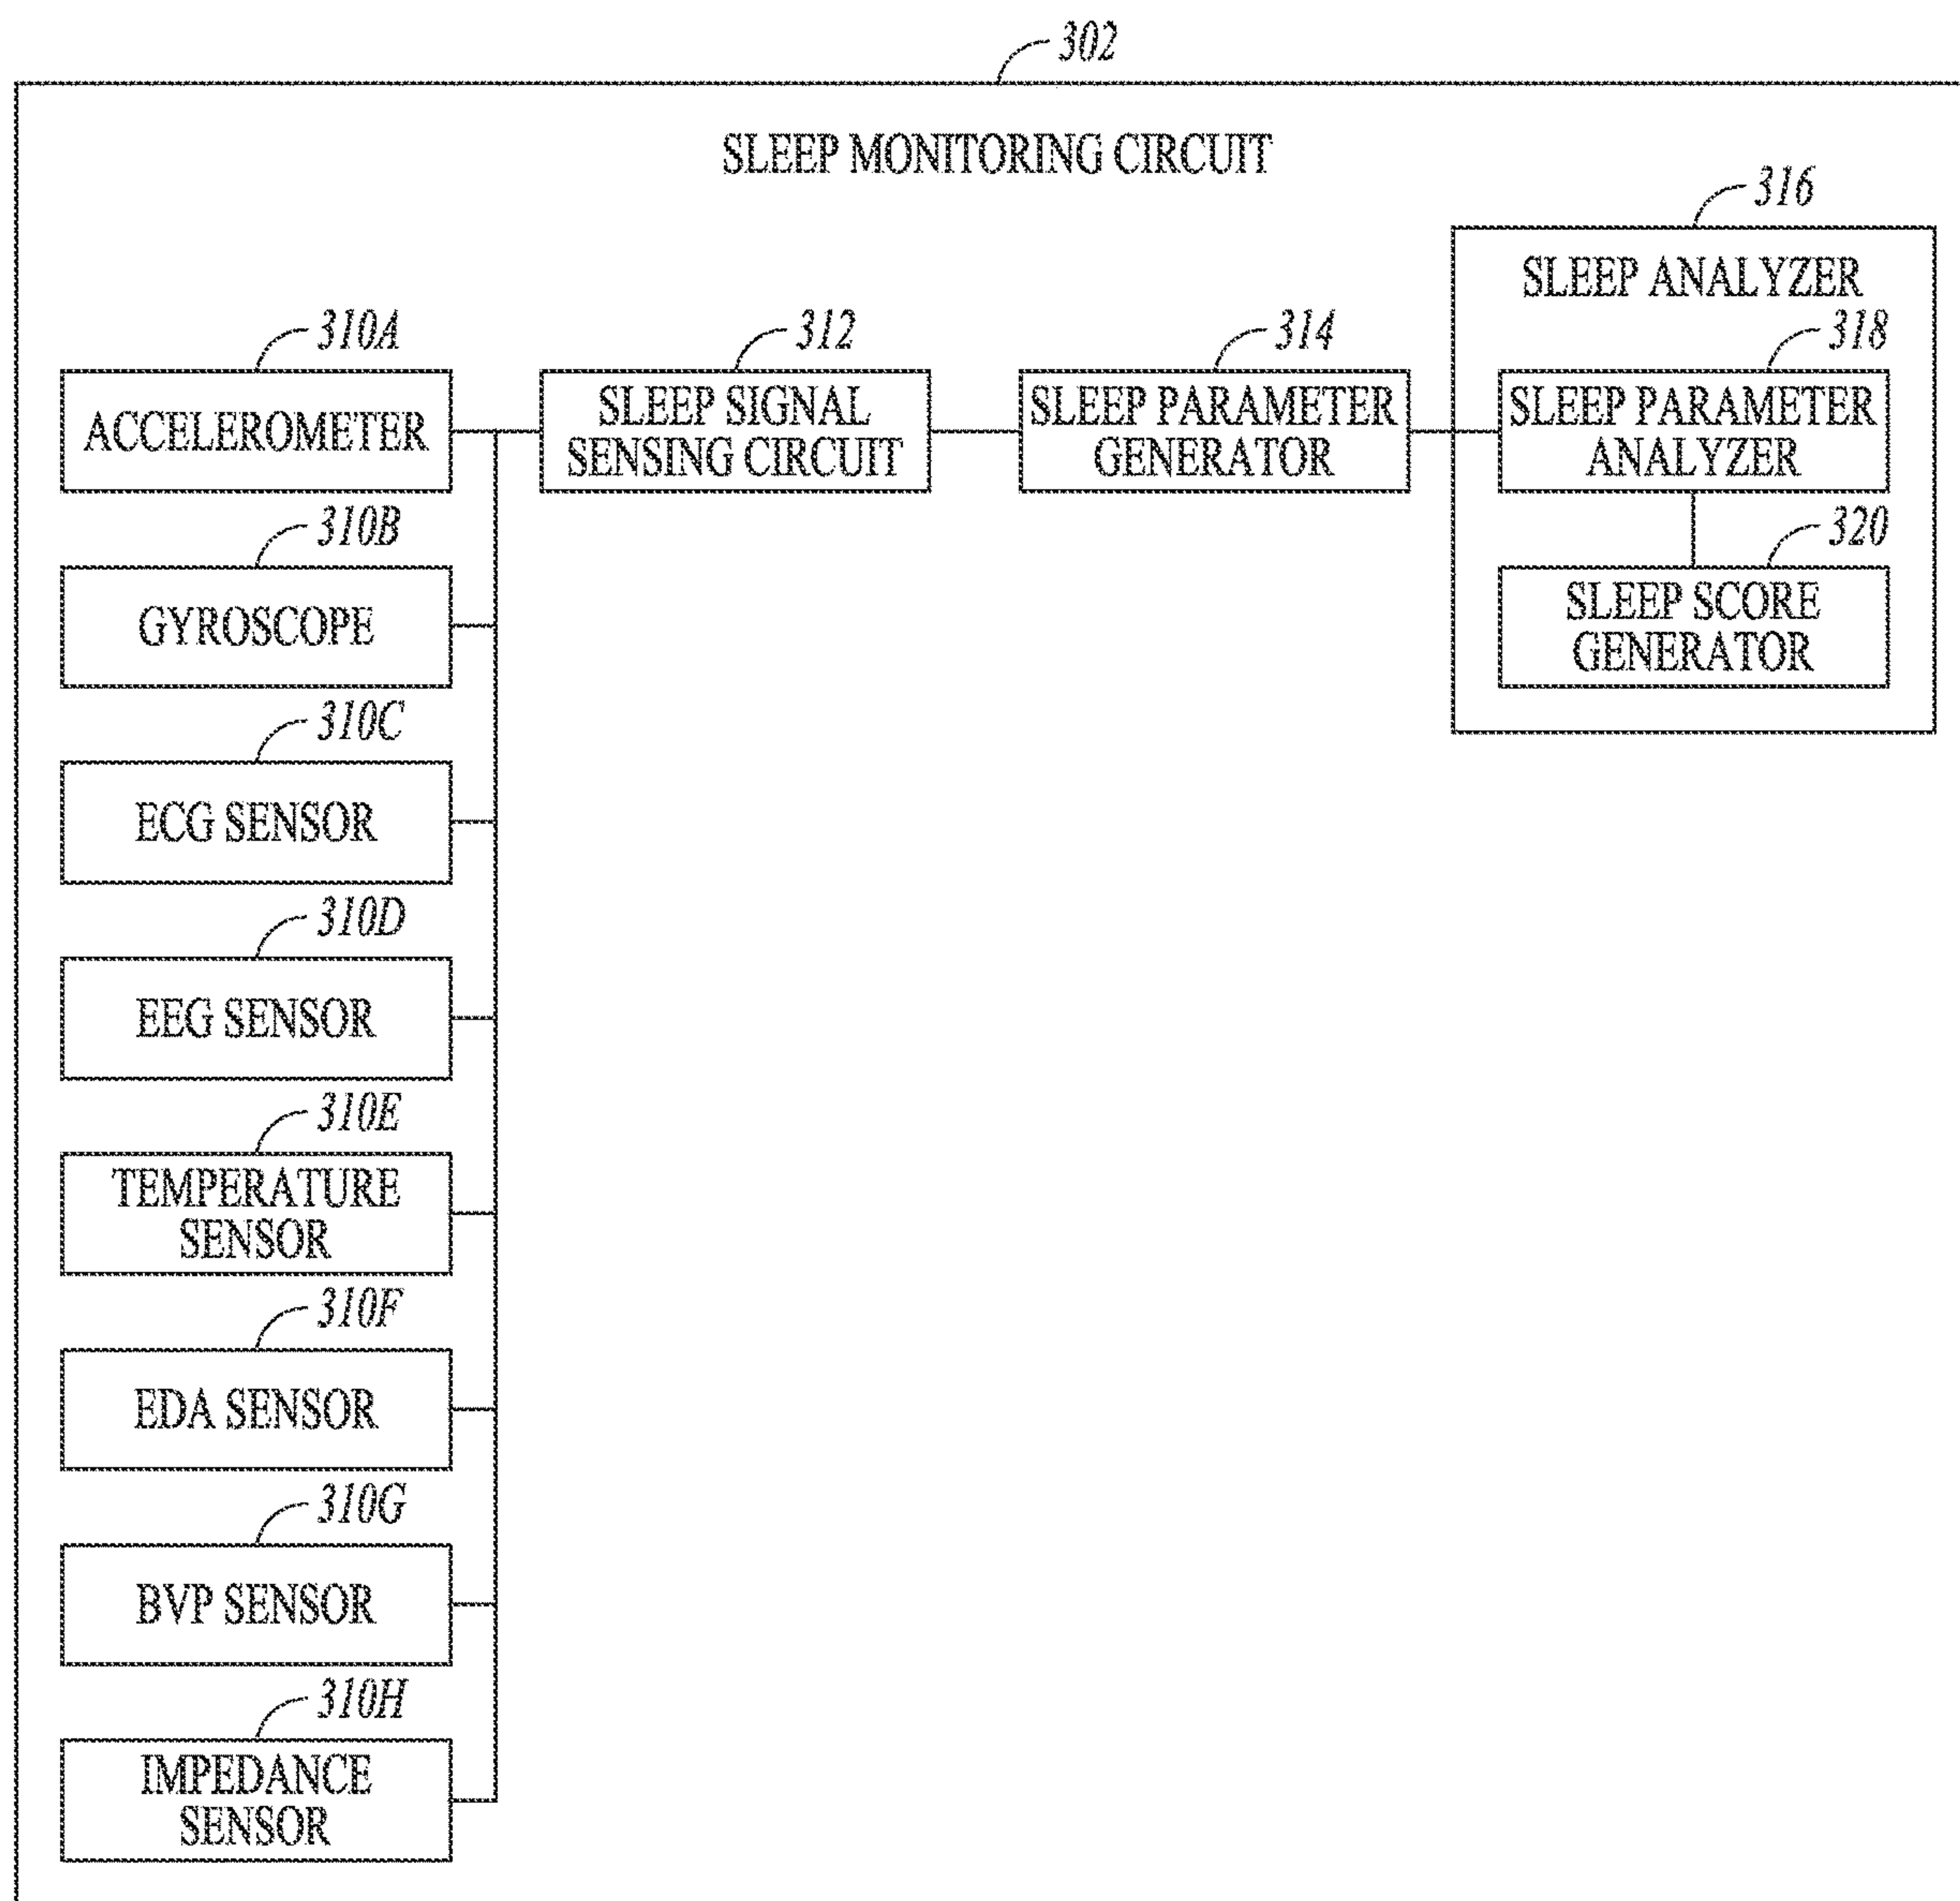 302
SLEEP MONITORING CIRCUIT
316
SLEEP ANALYZER
310A
312
314
318
ACCELEROMETER
SLEEP SIGNAL
SENSING CIRCUIT
SLEEP PARAMETER
GENERATOR
SLEEP PARAMETER
ANALYZER
310B
320
GYROSCOPE
SLEEP SCORE
GENERATOR
310C
ECG SENSOR
310D
EEG SENSOR
310E
TEMPERATURE
SENSOR
310F
EDA SENSOR
310G
BVP SENSOR
310H
IMPEDANCE
SENSOR